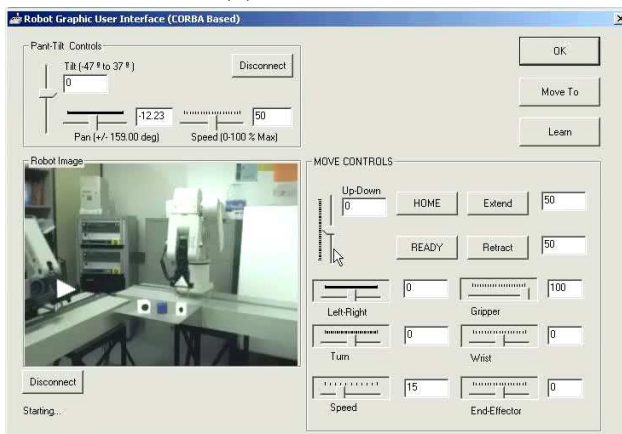 Robot Graphic User Interface (CORBA Based)
Pant-Tilt Controls
Tilt (-47 º to 37 º )
0
Disconnect
-12.23
50
Pan (+/- 159.00 deg)
Speed (0-100 % Max)
OK
Move To
Learn
Robot Image
Disconnect
Starting...
MOVE CONTROLS
Up-Down
0
HOME
Extend
50
READY
Retract
50
0
100
Left-Right
Gripper
0
0
Turn
Wrist
15
0
Speed
End-Effector